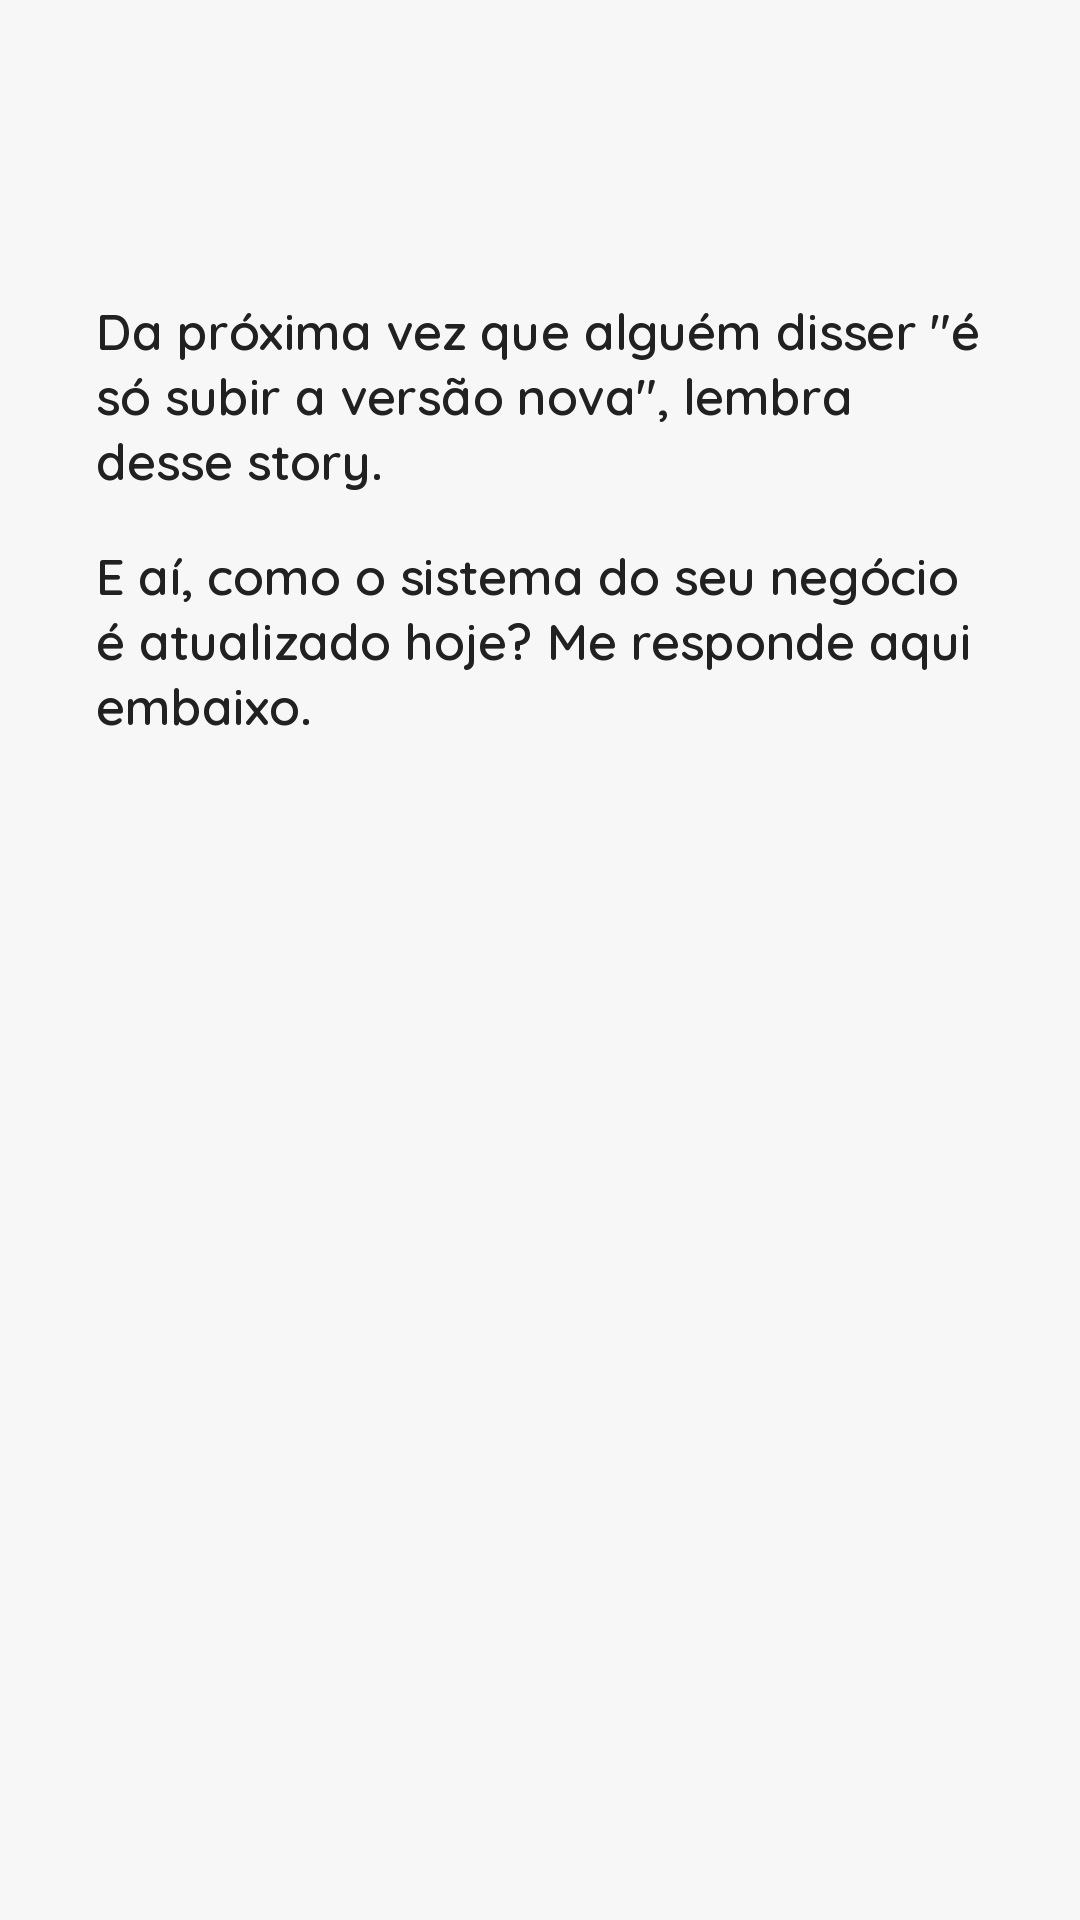 Da próxima vez que alguém disser "é
só subir a versão nova", lembra
desse story.
E aí, como o sistema do seu negócio
é atualizado hoje? Me responde aqui
embaixo.